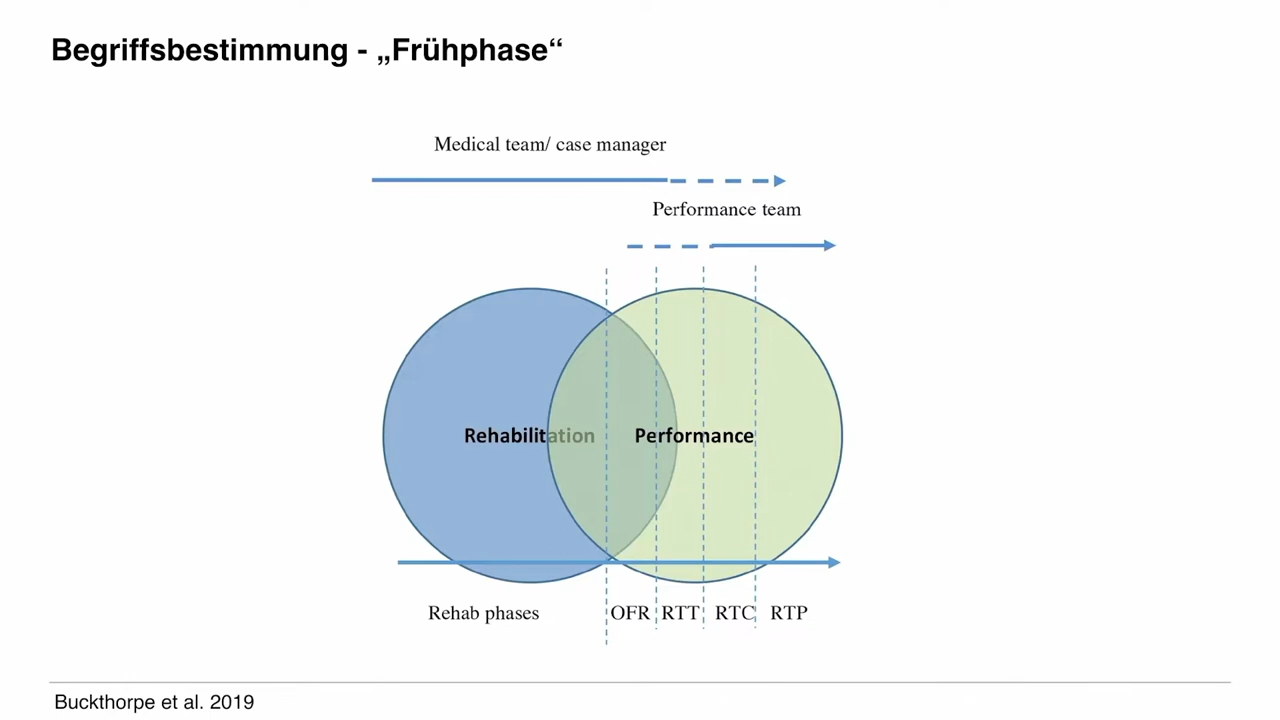 Begriffsbestimmung - „Frühphase“
Medical team/ case manager
Performance team
Rehabilitation
Performance
Rehab phases
OFR
RTT
RTC
RTP
Buckthorpe et al. 2019